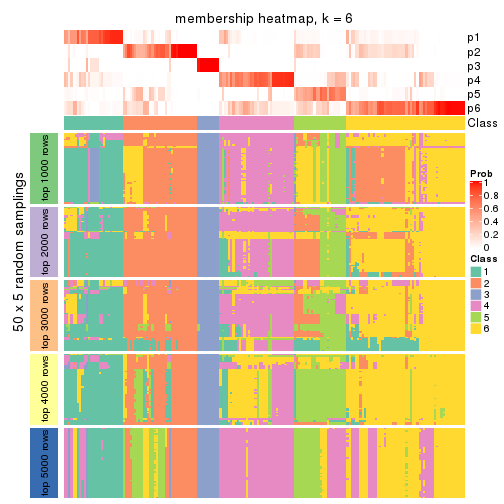 membership heatmap, k = 6
p1
p2
p3
p4
p5
p6
Class
50 x 5 random samplings
top 1000 rows
top 2000 rows
top 3000 rows
top 4000 rows
top 5000 rows
Prob
1
0.8
0.6
0.4
0.2
0
Class
1
2
3
4
5
6